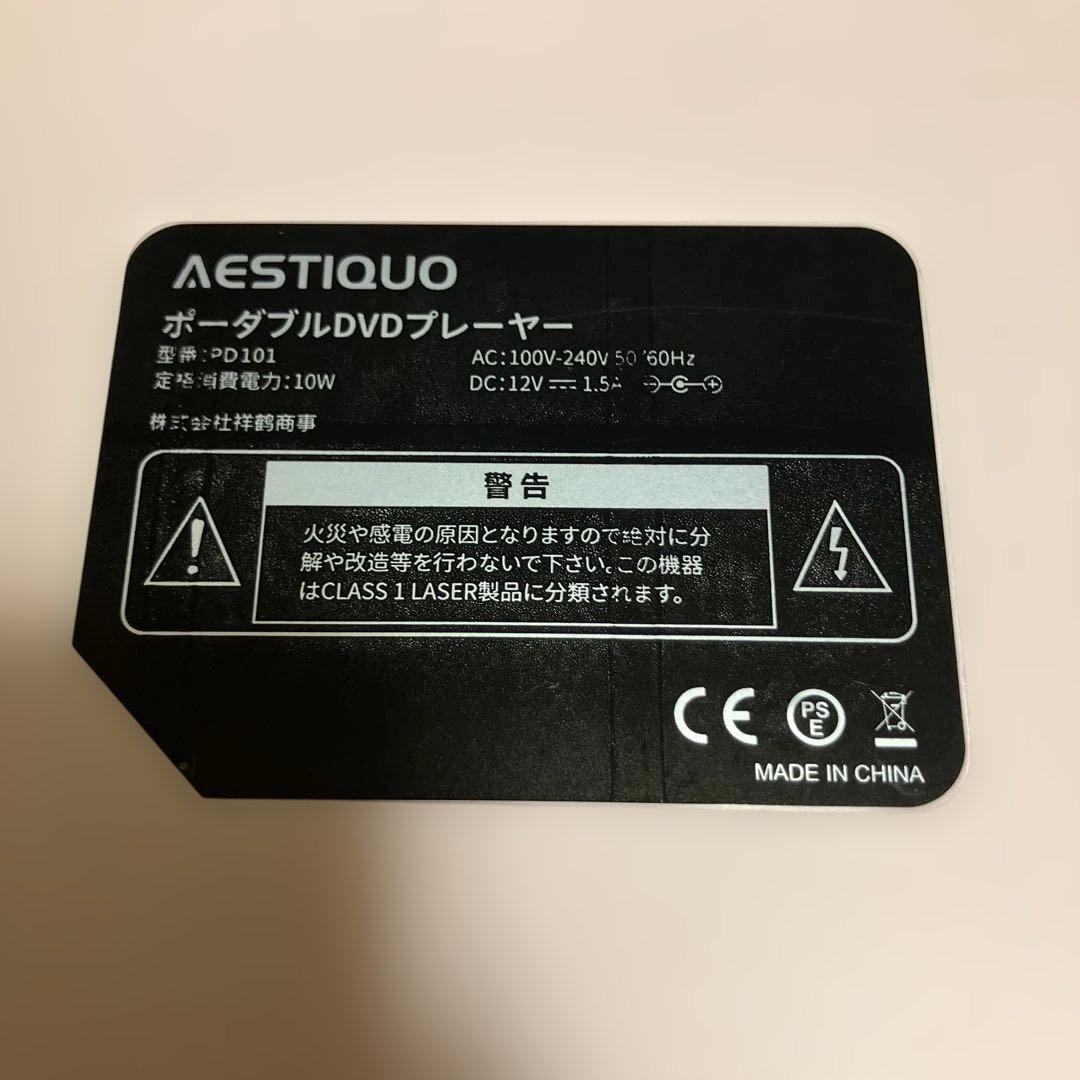 AESTIQUO
ポーダブルDVDプレーヤー
型番:PD101
AC:100V-240V 50/60Hz
定格消費電力:10W
DC:12V 1.5A
株式会社祥鹤商事
警告
火災や感電の原因となりますので絶対に分
解や改造等を行わないで下さい。この機器
はCLASS 1 LASER製品に分類されます。
CE
PS
E
MADE IN CHINA